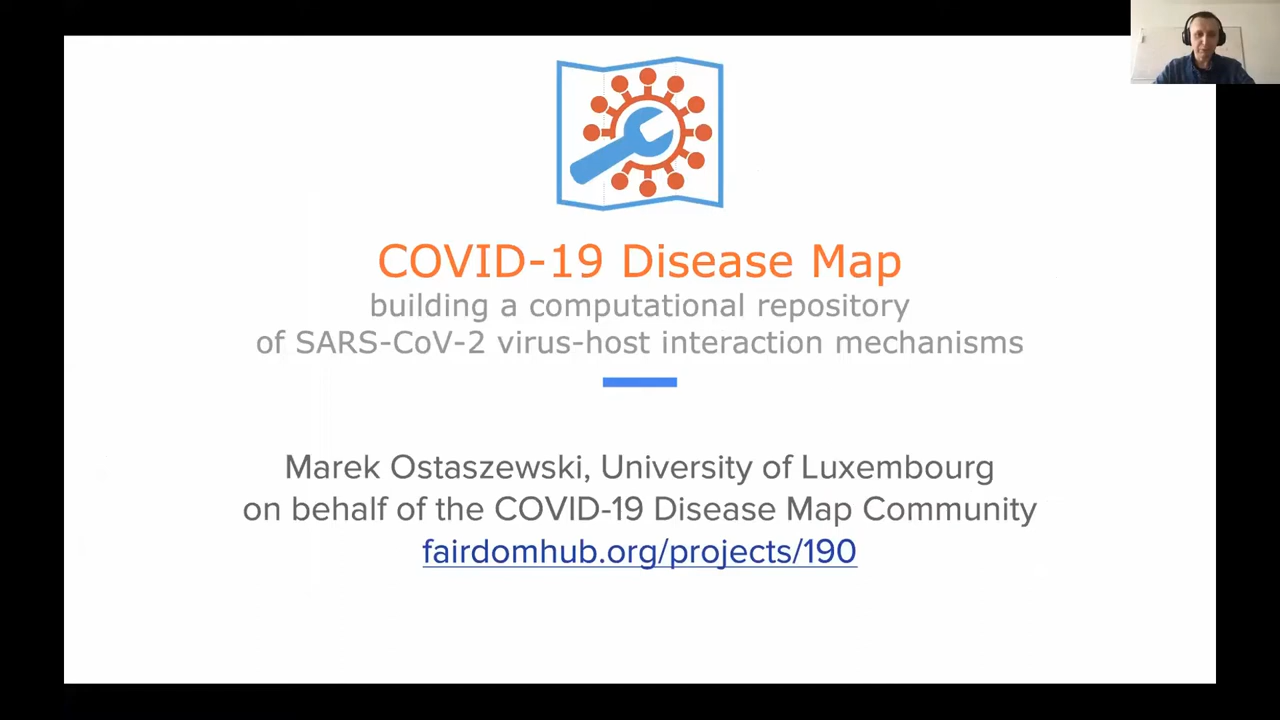 COVID-19 Disease Map
building a computational repository
of SARS-CoV-2 virus-host interaction mechanisms
Marek Ostaszewski, University of Luxembourg
on behalf of the COVID-19 Disease Map Community
fairdomhub.org/projects/190